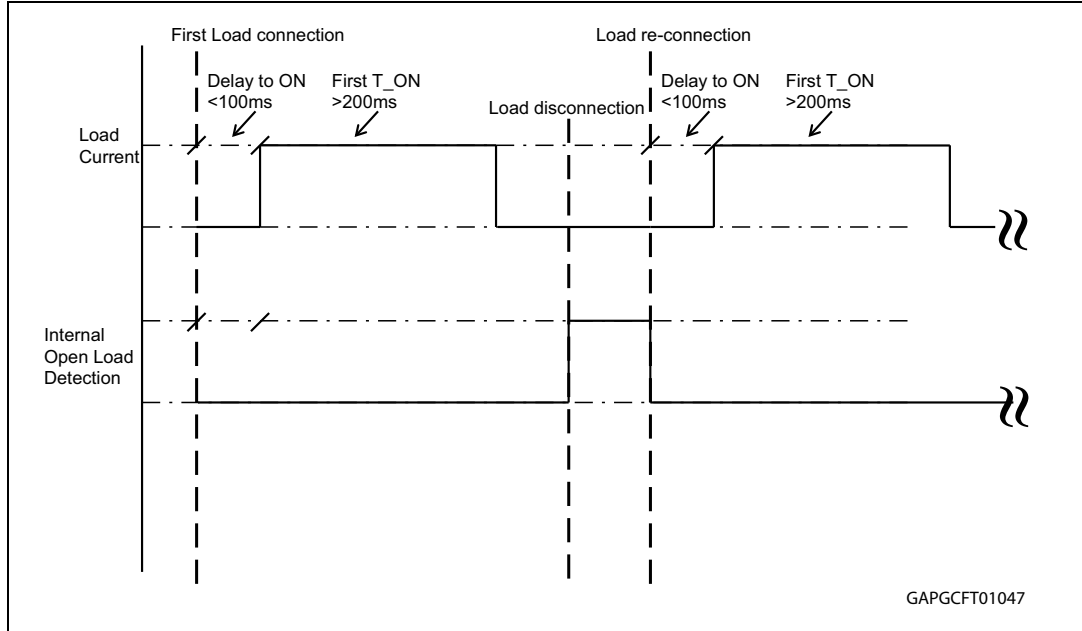 First Load connection
Load re-connection
Delay to ON
<100ms
First T_ON
>200ms
Load disconnection
Delay to ON
<100ms
First T_ON
>200ms
Load
Current
Internal
Open Load
Detection
GAPGCFT01047